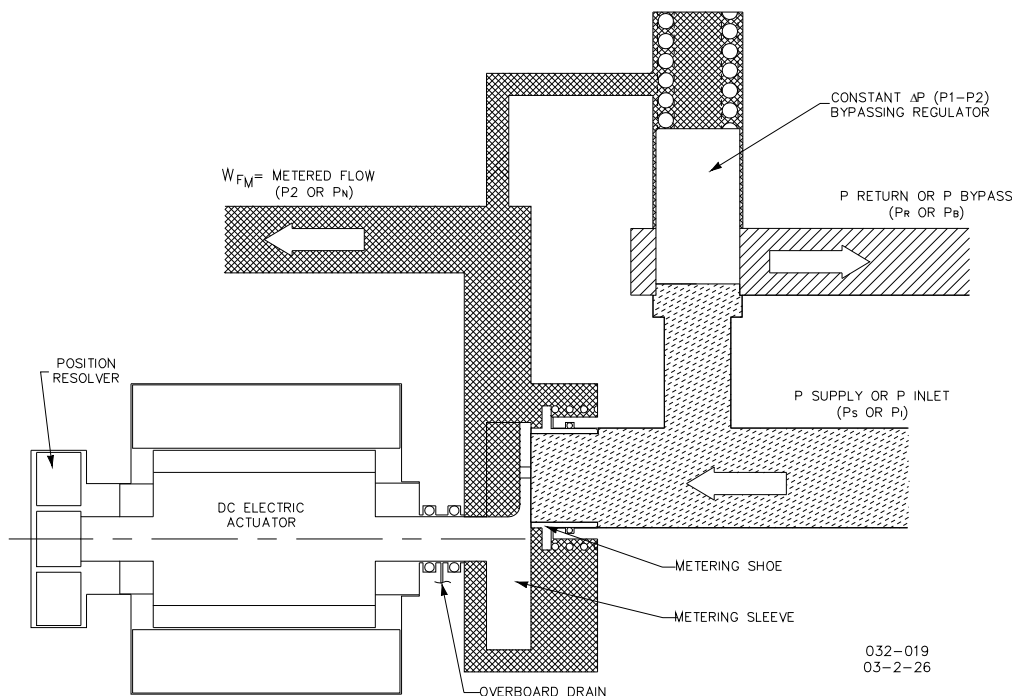 CONSTANT ΔP (P1-P2)
BYPASSING REGULATOR
WFM= METERED FLOW
(P2 OR PN)
P RETURN OR P BYPASS
(PR OR PB)
POSITION
RESOLVER
P SUPPLY OR P INLET
(PS OR P1)
DC ELECTRIC
ACTUATOR
METERING SHOE
METERING SLEEVE
OVERBOARD DRAIN
032-019
03-2-26